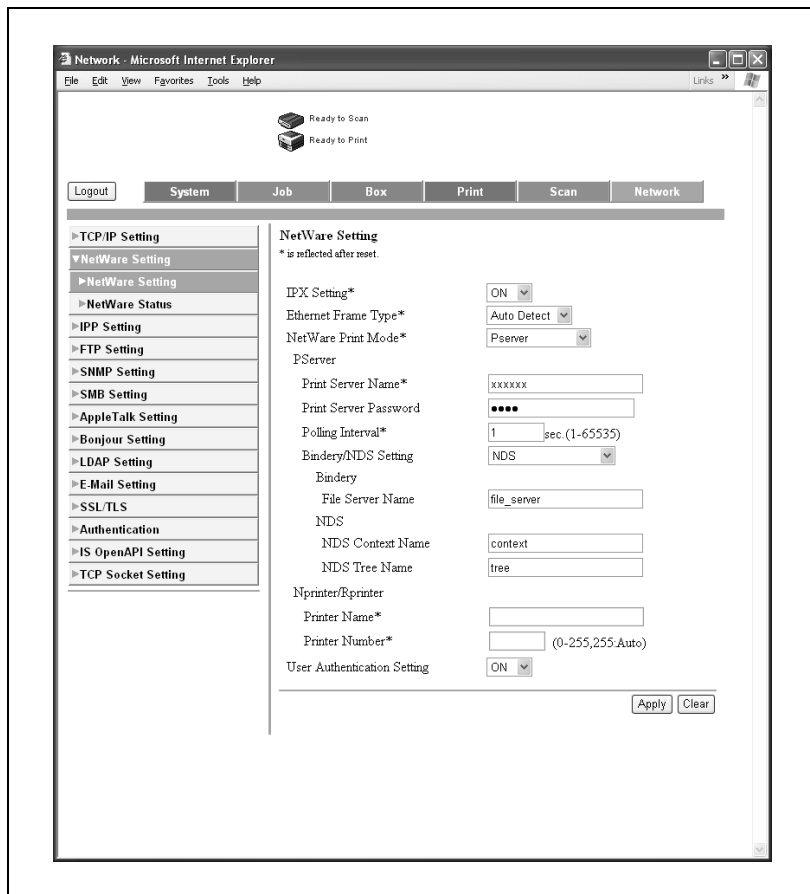 Network - Microsoft Internet Explorer
File Edit View Favorites Tools Help Links »
Ready to Scan
Ready to Print
Logout System Job Box Print Scan Network
TCP/IP Setting
NetWare Setting
NetWare Setting
NetWare Status
IPP Setting
FTP Setting
SNMP Setting
SMB Setting
AppleTalk Setting
Bonjour Setting
LDAP Setting
E-Mail Setting
SSL/TLS
Authentication
IS OpenAPI Setting
TCP Socket Setting
NetWare Setting
* is reflected after reset.
IPX Setting* ON
Ethernet Frame Type* Auto Detect
NetWare Print Mode* Pserver
PServer
Print Server Name* xxxxxx
Print Server Password ●●●●
Polling Interval* 1 sec.(1-65535)
Bindery/NDS Setting NDS
Bindery
File Server Name file_server
NDS
NDS Context Name context
NDS Tree Name tree
Nprinter/Rprinter
Printer Name*
Printer Number* (0-255,255:Auto)
User Authentication Setting ON
Apply Clear